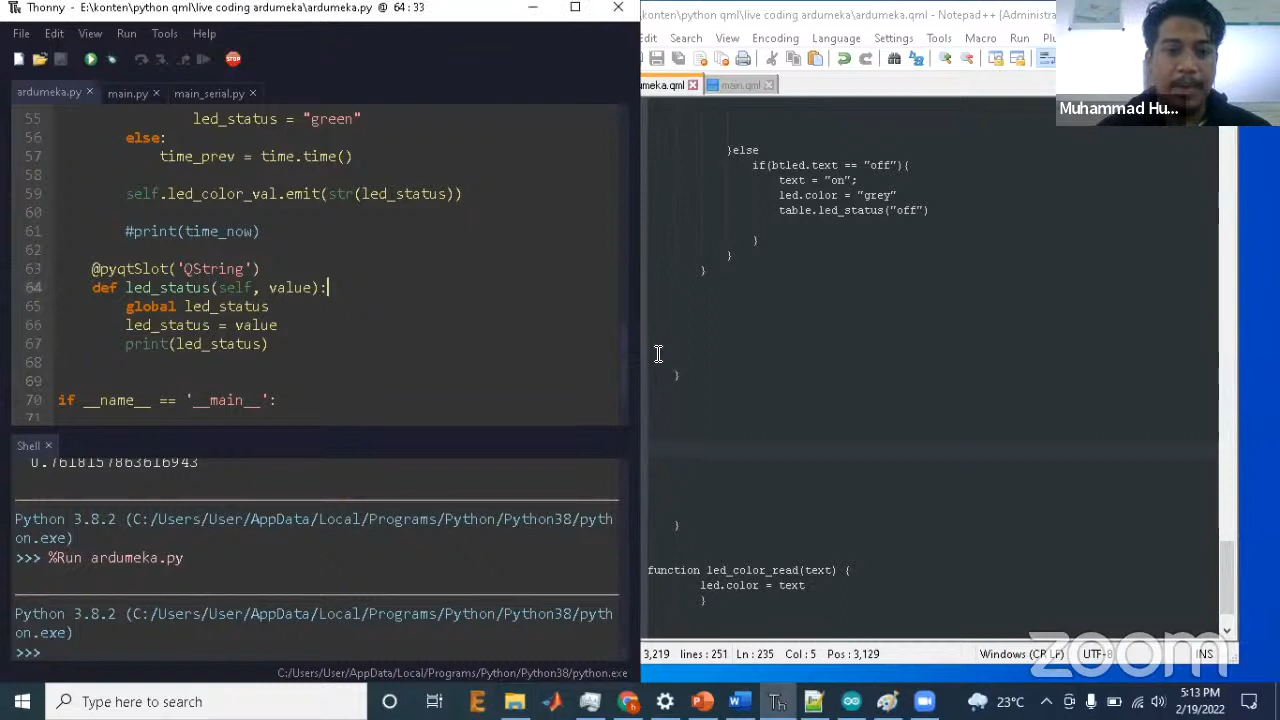 Thonny - C:\konten\python qml\live coding ardumeka\ardumeka.py @ 64 : 33
File Edit View Run Tools Help
ardumeka.py × main.py × main_serial.py ×
55 led_status = "green"
56 else:
57 time_prev = time.time()
58
59 self.led_color_val.emit(str(led_status))
60
61 #print(time_now)
62
63 @pyqtSlot('QString')
64 def led_status(self, value):
65 global led_status
66 led_status = value
67 print(led_status)
68
69
70 if __name__ == '__main__':
71
Shell ×
0.7618157863616943
Python 3.8.2 (C:/Users/User/AppData/Local/Programs/Python/Python38/pyth
on.exe)
>>> %Run ardumeka.py
Python 3.8.2 (C:/Users/User/AppData/Local/Programs/Python/Python38/pyth
on.exe)
>>>
C:/Users/User/AppData/Local/Programs/Python/Python38/python.exe
\konten\python qml\live coding ardumeka\ardumeka.qml - Notepad++ [Administra
Edit Search View Encoding Language Settings Tools Macro Run Plu
umeka.qml main.qml
}else
if(btled.text == "off"){
text = "on";
led.color = "grey"
table.led_status("off")
}
}
}
}
}
function led_color_read(text) {
led.color = text
}
3,219 lines : 251 Ln : 235 Col : 5 Pos : 3,129 Windows (CR LF) UTF-8 INS
Muhammad Hu...
zoom
Type here to search
23°C
5:13 PM
2/19/2022